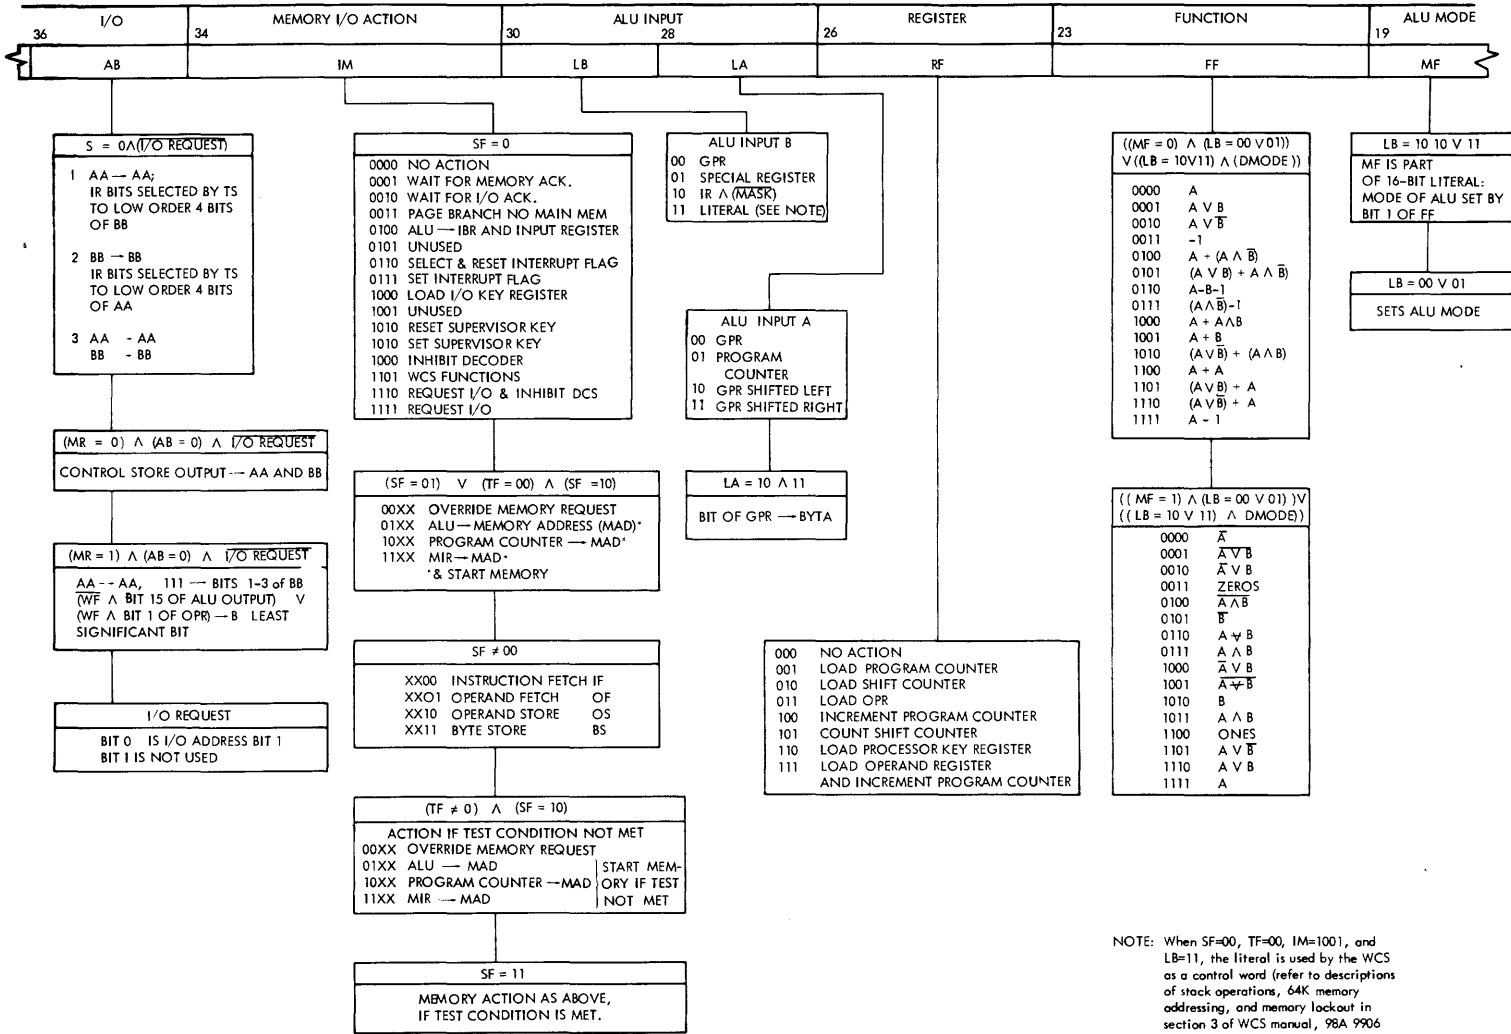 I/O MEMORY I/O ACTION ALU INPUT REGISTER FUNCTION ALU MODE
36 34 30 28 26 23 19
AB IM LB LA RF FF MF
S = 0Λ(I/O REQUEST)
1 AA → AA;
IR BITS SELECTED BY TS
TO LOW ORDER 4 BITS
OF BB
2 BB → BB
IR BITS SELECTED BY TS
TO LOW ORDER 4 BITS
OF AA
3 AA - AA
BB - BB
(MR = 0) Λ (AB = 0) Λ I̅/̅O̅ ̅R̅E̅Q̅U̅E̅S̅T̅
CONTROL STORE OUTPUT → AA AND BB
(MR = 1) Λ (AB = 0) Λ I̅/̅O̅ ̅R̅E̅Q̅U̅E̅S̅T̅
AA -- AA, 111 → BITS 1-3 of BB
(W̅F̅ Λ BIT 15 OF ALU OUTPUT) V
(WF Λ BIT 1 OF OPR) → B LEAST
SIGNIFICANT BIT
I/O REQUEST
BIT 0 IS I/O ADDRESS BIT 1
BIT 1 IS NOT USED
SF = 0
0000 NO ACTION
0001 WAIT FOR MEMORY ACK.
0010 WAIT FOR I/O ACK.
0011 PAGE BRANCH NO MAIN MEM
0100 ALU → IBR AND INPUT REGISTER
0101 UNUSED
0110 SELECT & RESET INTERRUPT FLAG
0111 SET INTERRUPT FLAG
1000 LOAD I/O KEY REGISTER
1001 UNUSED
1010 RESET SUPERVISOR KEY
1010 SET SUPERVISOR KEY
1000 INHIBIT DECODER
1101 WCS FUNCTIONS
1110 REQUEST I/O & INHIBIT DCS
1111 REQUEST I/O
(SF = 01) V (TF = 00) Λ (SF =10)
00XX OVERRIDE MEMORY REQUEST
01XX ALU → MEMORY ADDRESS (MAD)*
10XX PROGRAM COUNTER → MAD*
11XX MIR → MAD*
*& START MEMORY
SF ≠ 00
XX00 INSTRUCTION FETCH IF
XX01 OPERAND FETCH OF
XX10 OPERAND STORE OS
XX11 BYTE STORE BS
(TF ≠ 0) Λ (SF = 10)
ACTION IF TEST CONDITION NOT MET
00XX OVERRIDE MEMORY REQUEST
01XX ALU → MAD START MEM-
10XX PROGRAM COUNTER → MAD ORY IF TEST
11XX MIR → MAD NOT MET
SF = 11
MEMORY ACTION AS ABOVE,
IF TEST CONDITION IS MET.
ALU INPUT B
00 GPR
01 SPECIAL REGISTER
10 IR Λ (M̅A̅S̅K̅)
11 LITERAL (SEE NOTE)
ALU INPUT A
00 GPR
01 PROGRAM
COUNTER
10 GPR SHIFTED LEFT
11 GPR SHIFTED RIGHT
LA = 10 Λ 11
BIT OF GPR → BYTA
000 NO ACTION
001 LOAD PROGRAM COUNTER
010 LOAD SHIFT COUNTER
011 LOAD OPR
100 INCREMENT PROGRAM COUNTER
101 COUNT SHIFT COUNTER
110 LOAD PROCESSOR KEY REGISTER
111 LOAD OPERAND REGISTER
AND INCREMENT PROGRAM COUNTER
((MF = 0) Λ (LB = 00 V 01))
V ((LB = 10V11) Λ (DMODE ))
0000 A
0001 A V B
0010 A V B̅
0011 -1
0100 A + (A Λ B̅)
0101 (A V B) + A Λ B̅)
0110 A-B-1
0111 (AΛB̅)-1
1000 A + AΛB
1001 A + B
1010 (AVB̅) + (AΛB)
1100 A + A
1101 (AVB) + A
1110 (AVB̅) + A
1111 A - 1
(( MF = 1) Λ (LB = 00 V 01) )V
(( LB = 10 V 11) Λ DMODE))
0000 A̅
0001 A̅ ̅V̅ ̅B̅
0010 A̅ V B
0011 ZEROS
0100 A̅ ̅Λ̅ ̅B̅
0101 B̅
0110 A ⊻ B
0111 A Λ B
1000 A̅ V B
1001 A̅ ̅⊻̅ ̅B̅
1010 B
1011 A Λ B
1100 ONES
1101 A V B̅
1110 A V B
1111 A
LB = 10 10 V 11
MF IS PART
OF 16-BIT LITERAL:
MODE OF ALU SET BY
BIT 1 OF FF
LB = 00 V 01
SETS ALU MODE
NOTE: When SF=00, TF=00, IM=1001, and
LB=11, the literal is used by the WCS
as a control word (refer to descriptions
of stack operations, 64K memory
addressing, and memory lockout in
section 3 of WCS manual, 98A 9906